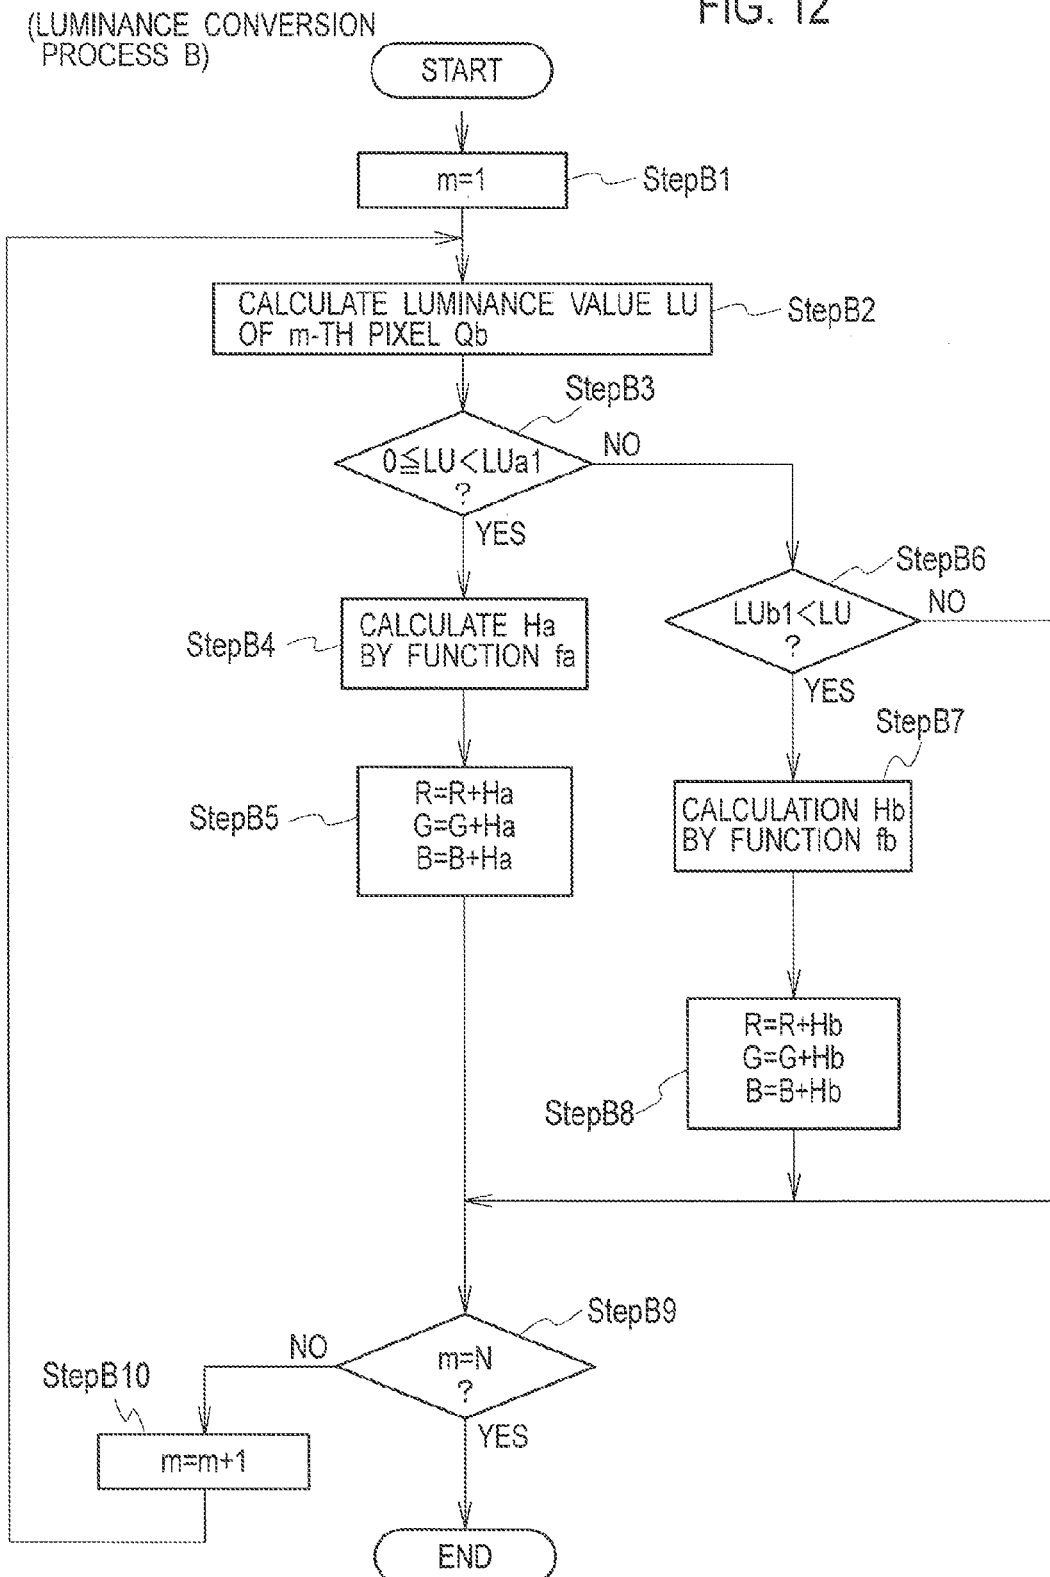 (LUMINANCE CONVERSION
PROCESS B)
FIG. 12
START
m=1
StepB1
CALCULATE LUMINANCE VALUE LU
OF m-TH PIXEL Qb
StepB2
StepB3
0≦LU<LUa1
?
NO
YES
StepB6
LUb1<LU
?
NO
YES
StepB4
CALCULATE Ha
BY FUNCTION fa
StepB7
CALCULATION Hb
BY FUNCTION fb
StepB5
R=R+Ha
G=G+Ha
B=B+Ha
R=R+Hb
G=G+Hb
B=B+Hb
StepB8
StepB9
m=N
?
NO
YES
StepB10
m=m+1
END